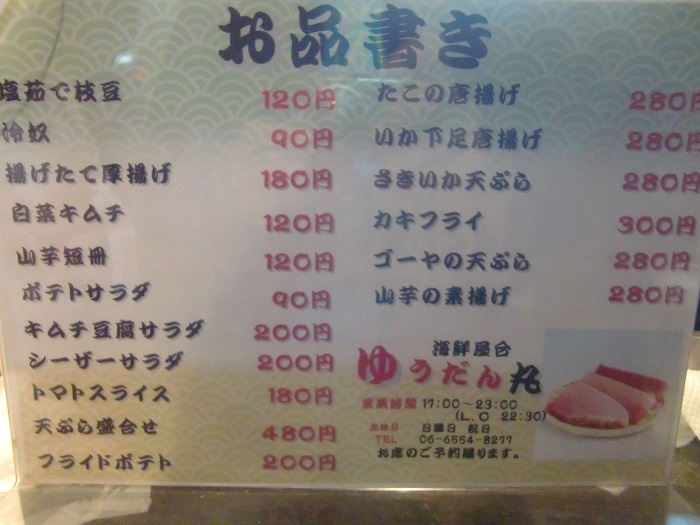 お品書き
塩茹で枝豆 120円
冷奴 90円
揚げたて厚揚げ 180円
白菜キムチ 120円
山芋短冊 120円
ポテトサラダ 90円
キムチ豆腐サラダ 200円
シーザーサラダ 200円
トマトスライス 180円
天ぷら盛合せ 480円
フライドポテト 200円
たこの唐揚げ 280円
いか下足唐揚げ 280円
さきいか天ぷら 280円
カキフライ 300円
ゴーヤの天ぷら 280円
山芋の素揚げ 280円
海鮮屋台
ゆうだん丸
営業時間 17:00～23:00
(L.O 22:30)
定休日 日曜日 祝日
TEL 06-6554-8277
お席のご予約賜ります。